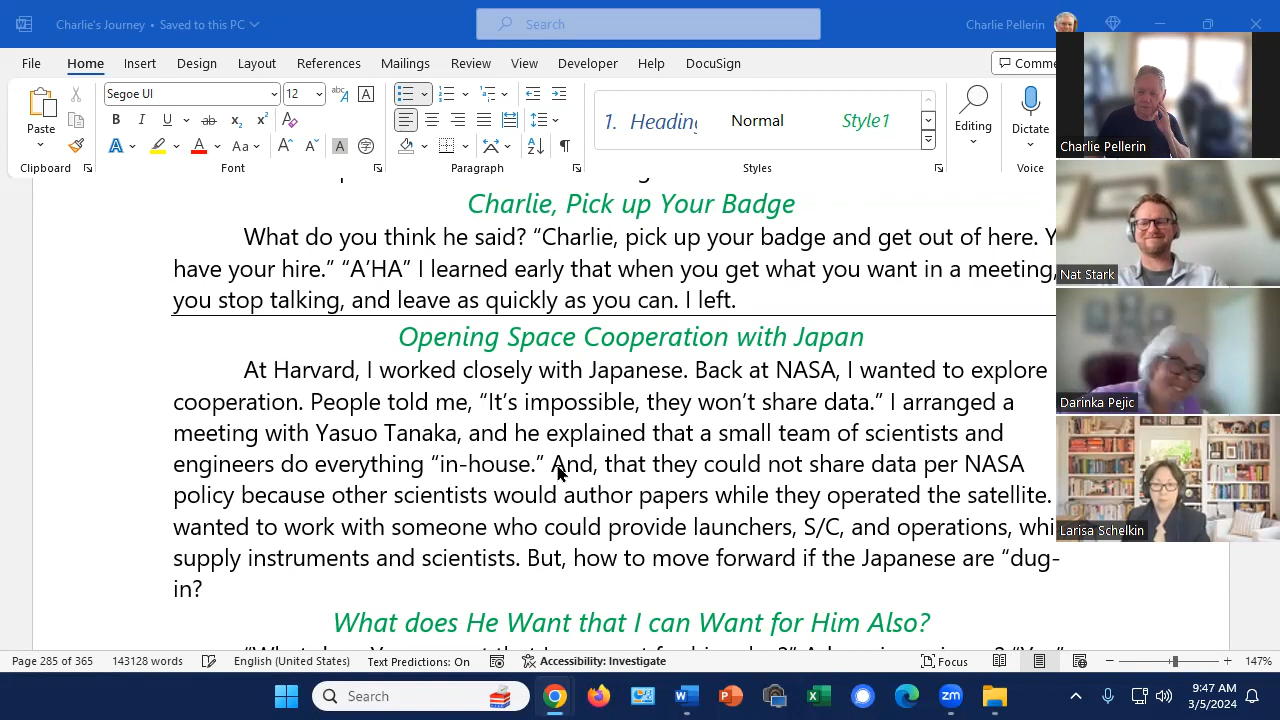 Charlie's Journey • Saved to this PC
Search
Charlie Pellerin
File Home Insert Design Layout References Mailings Review View Developer Help DocuSign Comme
Segoe UI 12
Paste
Clipboard
Font
Paragraph
1. Heading Normal Style1
Styles
Editing
Dictate
Voice
Charlie, Pick up Your Badge
What do you think he said? “Charlie, pick up your badge and get out of here. Y
have your hire.” “A’HA” I learned early that when you get what you want in a meeting,
you stop talking, and leave as quickly as you can. I left.
Opening Space Cooperation with Japan
At Harvard, I worked closely with Japanese. Back at NASA, I wanted to explore
cooperation. People told me, “It’s impossible, they won’t share data.” I arranged a
meeting with Yasuo Tanaka, and he explained that a small team of scientists and
engineers do everything “in-house.” And, that they could not share data per NASA
policy because other scientists would author papers while they operated the satellite.
wanted to work with someone who could provide launchers, S/C, and operations, whi
supply instruments and scientists. But, how to move forward if the Japanese are “dug-
in?
What does He Want that I can Want for Him Also?
Charlie Pellerin
Nat Stark
Darinka Pejic
Larisa Schelkin
Page 285 of 365 143128 words English (United States) Text Predictions: On Accessibility: Investigate Focus 147%
Search
9:47 AM
3/5/2024